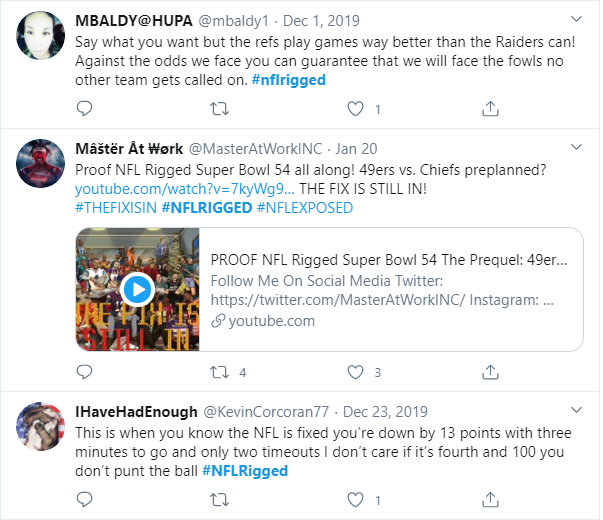 MBALDY@HUPA @mbaldy1 · Dec 1, 2019
Say what you want but the refs play games way better than the Raiders can!
Against the odds we face you can guarantee that we will face the fowls no
other team gets called on. #nflrigged
1
Mâštër Åt ₩ørk @MasterAtWorkINC · Jan 20
Proof NFL Rigged Super Bowl 54 all along! 49ers vs. Chiefs preplanned?
youtube.com/watch?v=7kyWg9... THE FIX IS STILL IN!
#THEFIXISIN #NFLRIGGED #NFLEXPOSED
THE FIX IS
STILL IN
PROOF NFL Rigged Super Bowl 54 The Prequel: 49er...
Follow Me On Social Media Twitter:
https://twitter.com/MasterAtWorkINC/ Instagram: ...
youtube.com
4 3
IHaveHadEnough @KevinCorcoran77 · Dec 23, 2019
This is when you know the NFL is fixed you're down by 13 points with three
minutes to go and only two timeouts I don't care if it's fourth and 100 you
don't punt the ball #NFLRigged
1